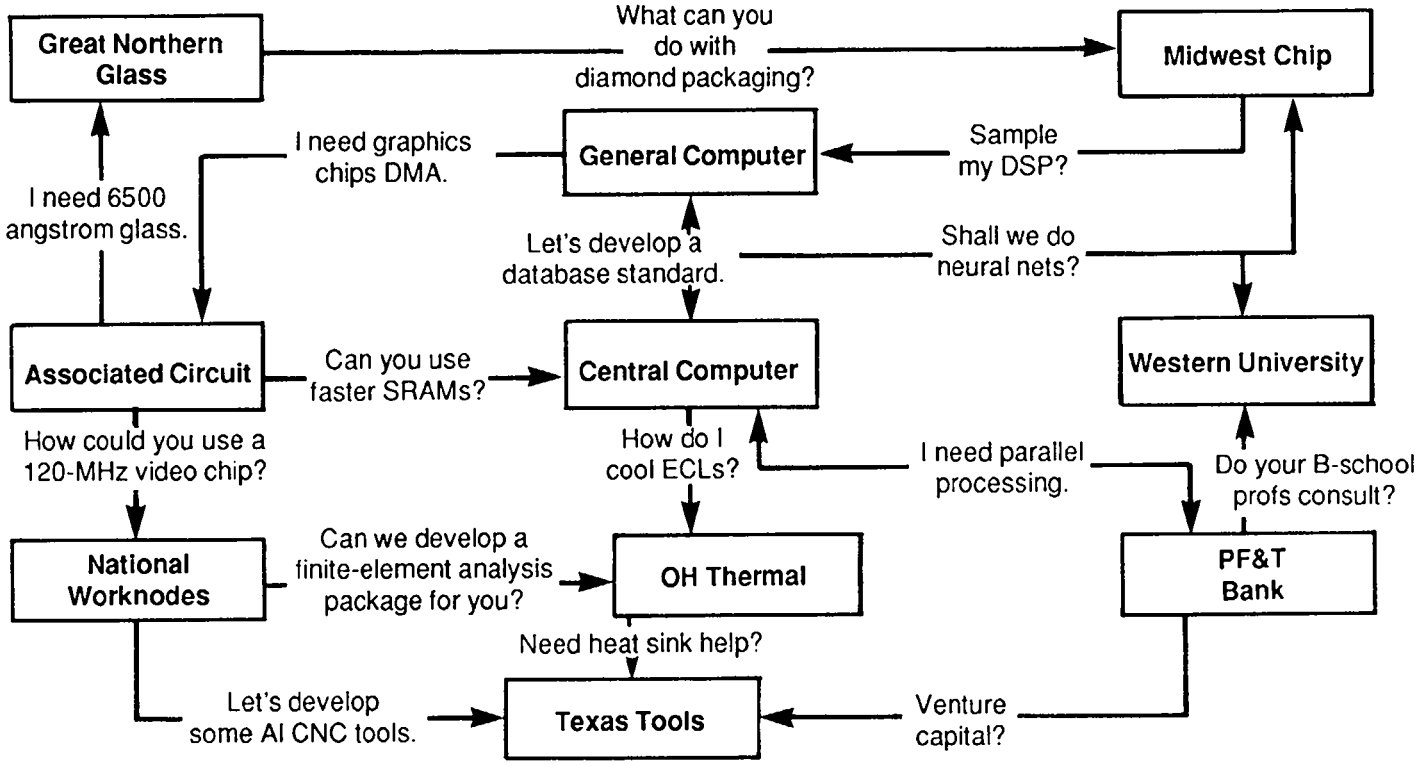 Great Northern
Glass
What can you
do with
diamond packaging?
Midwest Chip
I need graphics
chips DMA.
General Computer
Sample
my DSP?
I need 6500
angstrom glass.
Let's develop a
database standard.
Shall we do
neural nets?
Associated Circuit
Can you use
faster SRAMs?
Central Computer
Western University
How could you use a
120-MHz video chip?
How do I
cool ECLs?
I need parallel
processing.
Do your B-school
profs consult?
National
Worknodes
Can we develop a
finite-element analysis
package for you?
OH Thermal
PF&T
Bank
Need heat sink help?
Let's develop
some AI CNC tools.
Texas Tools
Venture
capital?